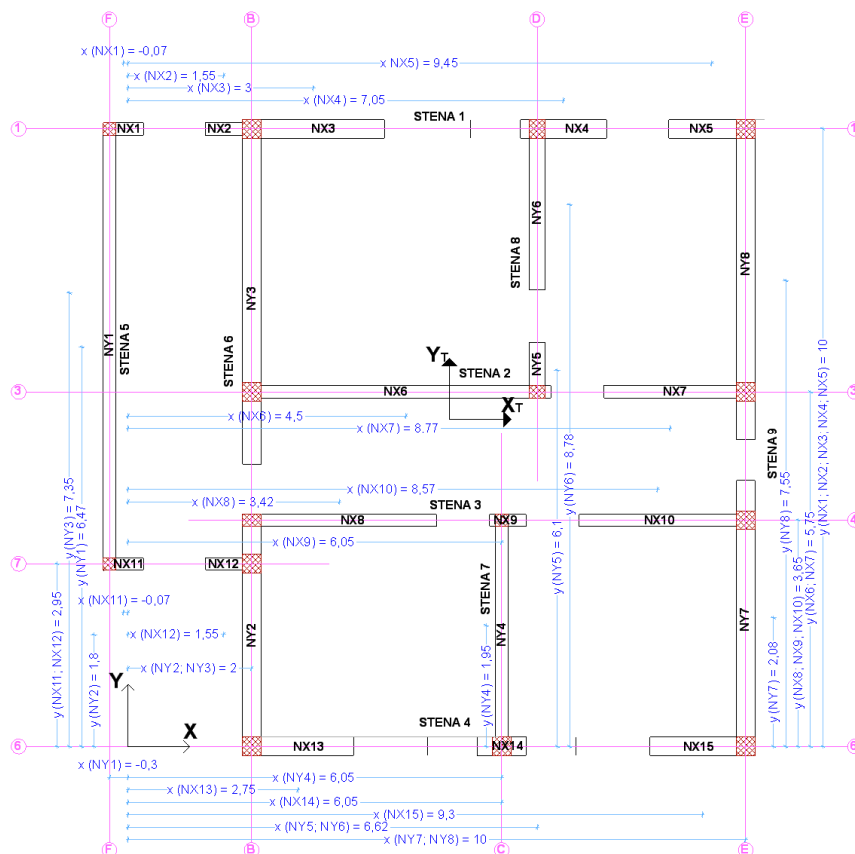 F B D E
x (NX1) = -0,07
x (NX5) = 9,45
x (NX2) = 1,55
x (NX3) = 3
x (NX4) = 7,05
STENA 1
1 NX1 NX2 NX3 NX4 NX5 1
NY6
STENA 8
NY8
NY3
NY1
STENA 5
STENA 6
YT
STENA 2
NY5
3 NX6 NX7 3
XT
x (NX6) = 4,5
x (NX7) = 8.77
STENA 9
y (NY6) = 8,78
y (NY8) = 7,55
y (NX1; NX2; NX3; NX4; NX5) = 10
y (NY3) = 7,35
y (NY1) = 6,47
x (NX10) = 8,57
x (NX8) = 3,42
STENA 3
NX8 NX9 NX10 4
x (NX9) = 6,05
y (NY5) = 6,1
7 NX11 NX12
STENA 7
x (NX11) = -0,07
x (NX12) = 1,55
x (NY2; NY3) = 2
NY2
NY4
NY7
y (NX11; NX12) = 2,95
y (NY2) = 1,8
y (NY4) = 1,95
y (NY7) = 2,08
y (NX8, NX9, NX10) = 3,65
y (NX6; NX7) = 5,75
Y
X
STENA 4
6 NX13 NX14 NX15 6
x (NY1) = -0,3
x (NY4) = 6,05
x (NX13) = 2,75
x (NX14) = 6,05
x (NX15) = 9,3
x (NY5; NY6) = 6,62
x (NY7; NY8) = 10
F B C E